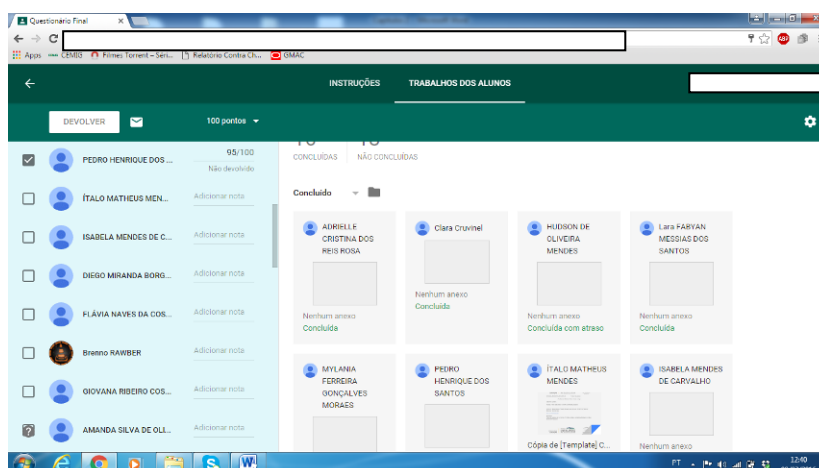 Questionário Final
Apps CEMIG Filmes Torrent – Séri... Relatório Contra Ch... GMAC
INSTRUÇÕES TRABALHOS DOS ALUNOS
DEVOLVER 100 pontos
PEDRO HENRIQUE DOS ... 95/100
Não devolvido
ÍTALO MATHEUS MEN... Adicionar nota
ISABELA MENDES DE C... Adicionar nota
DIEGO MIRANDA BORG... Adicionar nota
FLÁVIA NAVES DA COS... Adicionar nota
Brenno RAWBER Adicionar nota
GIOVANA RIBEIRO COS... Adicionar nota
AMANDA SILVA DE OLI... Adicionar nota
CONCLUÍDAS NÃO CONCLUÍDAS
Concluído
ADRIELLE
CRISTINA DOS
REIS ROSA
Nenhum anexo
Concluída
Clara Cruvinel
Nenhum anexo
Concluída
HUDSON DE
OLIVEIRA
MENDES
Nenhum anexo
Concluída com atraso
Lara FABYAN
MESSIAS DOS
SANTOS
Nenhum anexo
Concluída
MYLANIA
FERREIRA
GONÇALVES
MORAES
PEDRO
HENRIQUE DOS
SANTOS
ÍTALO MATHEUS
MENDES
Cópia de [Template] C...
ISABELA MENDES
DE CARVALHO
Nenhum anexo
PT 12:40